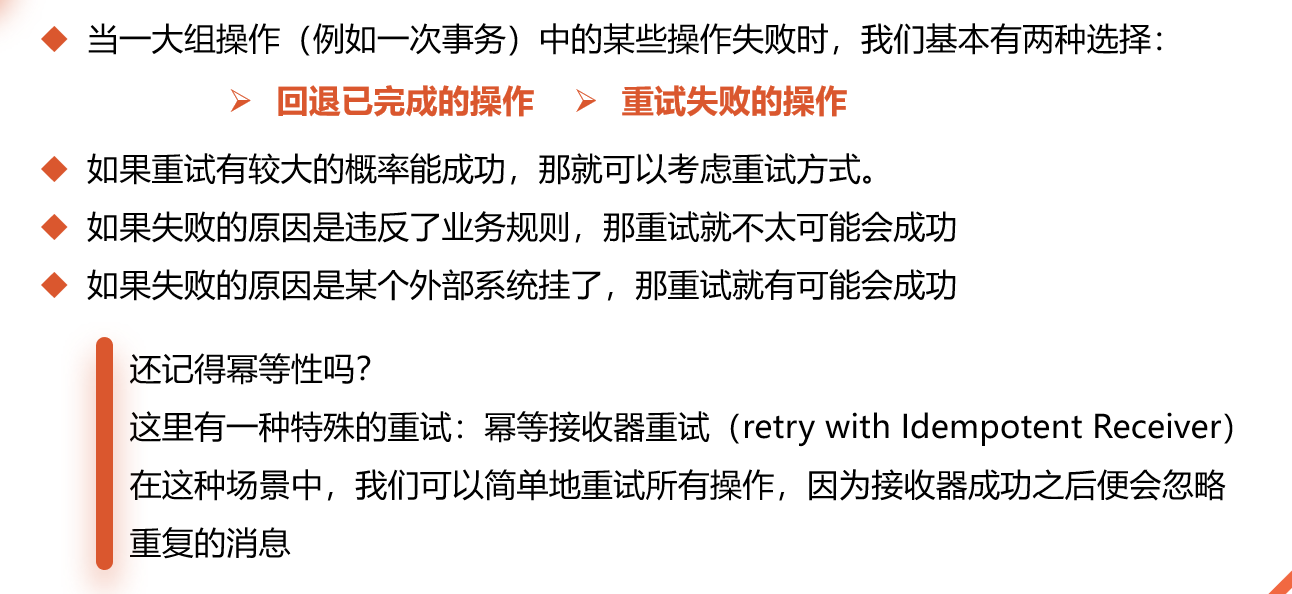 当一大组操作（例如一次事务）中的某些操作失败时，我们基本有两种选择：
回退已完成的操作 重试失败的操作
如果重试有较大的概率能成功，那就可以考虑重试方式。
如果失败的原因是违反了业务规则，那重试就不太可能会成功
如果失败的原因是某个外部系统挂了，那重试就有可能会成功
还记得幂等性吗？
这里有一种特殊的重试：幂等接收器重试（retry with Idempotent Receiver）
在这种场景中，我们可以简单地重试所有操作，因为接收器成功之后便会忽略
重复的消息